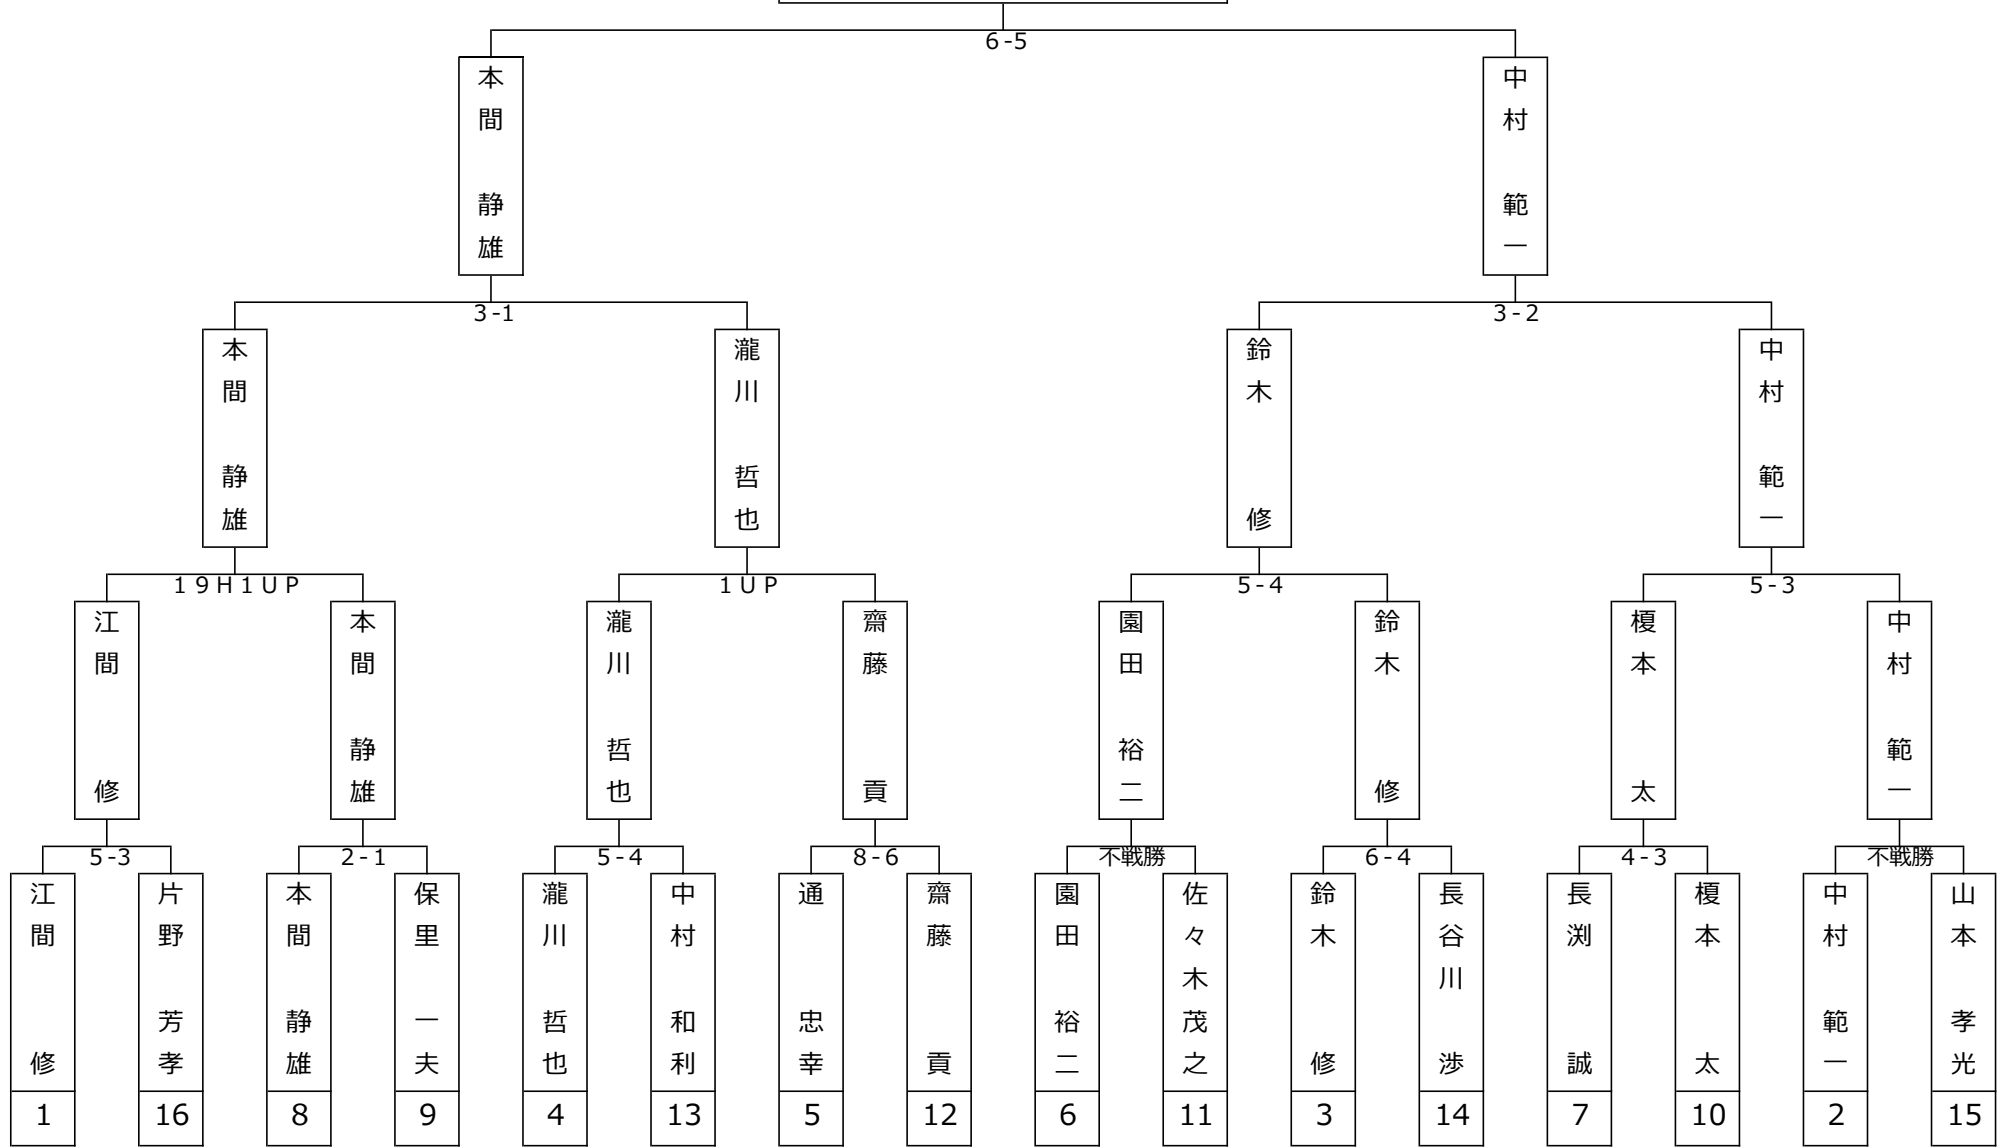 6-5
本間 静雄
中村 範一
3-1
3-2
本間 静雄
瀧川 哲也
鈴木 修
中村 範一
19H1UP
1UP
5-4
5-3
江間 修
本間 静雄
瀧川 哲也
齋藤 貢
園田 裕二
鈴木 修
榎本 太
中村 範一
5-3
2-1
5-4
8-6
不戦勝
6-4
4-3
不戦勝
江間 修
片野 芳孝
本間 静雄
保里 一夫
瀧川 哲也
中村 和利
通 忠幸
齋藤 貢
園田 裕二
佐々木茂之
鈴木 修
長谷川 渉
長渕 誠
榎本 太
中村 範一
山本 孝光
1
16
8
9
4
13
5
12
6
11
3
14
7
10
2
15